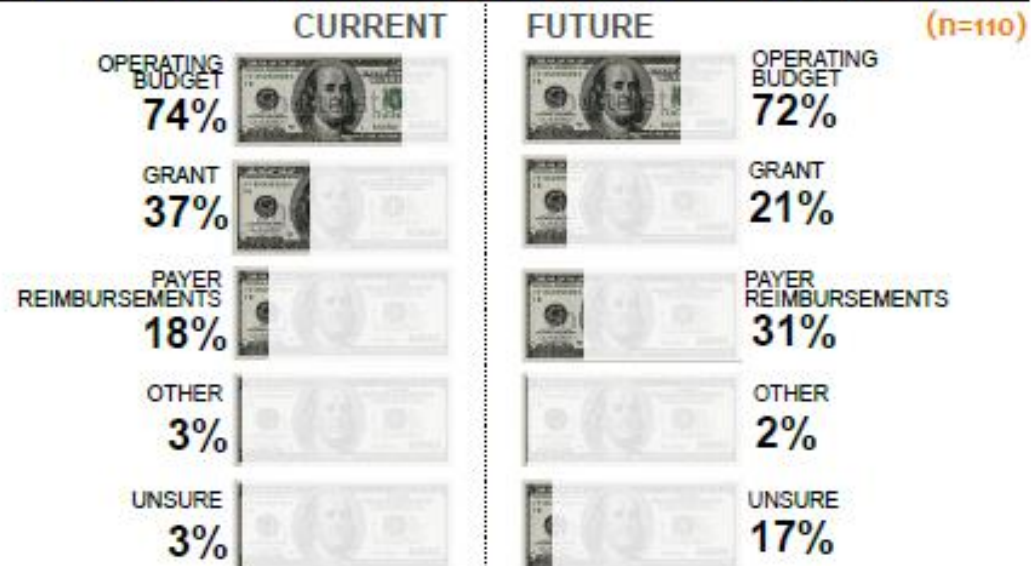 CURRENT
FUTURE
(n=110)
OPERATING
BUDGET
74%
OPERATING
BUDGET
72%
GRANT
37%
GRANT
21%
PAYER
REIMBURSEMENTS
18%
PAYER
REIMBURSEMENTS
31%
OTHER
3%
OTHER
2%
UNSURE
3%
UNSURE
17%